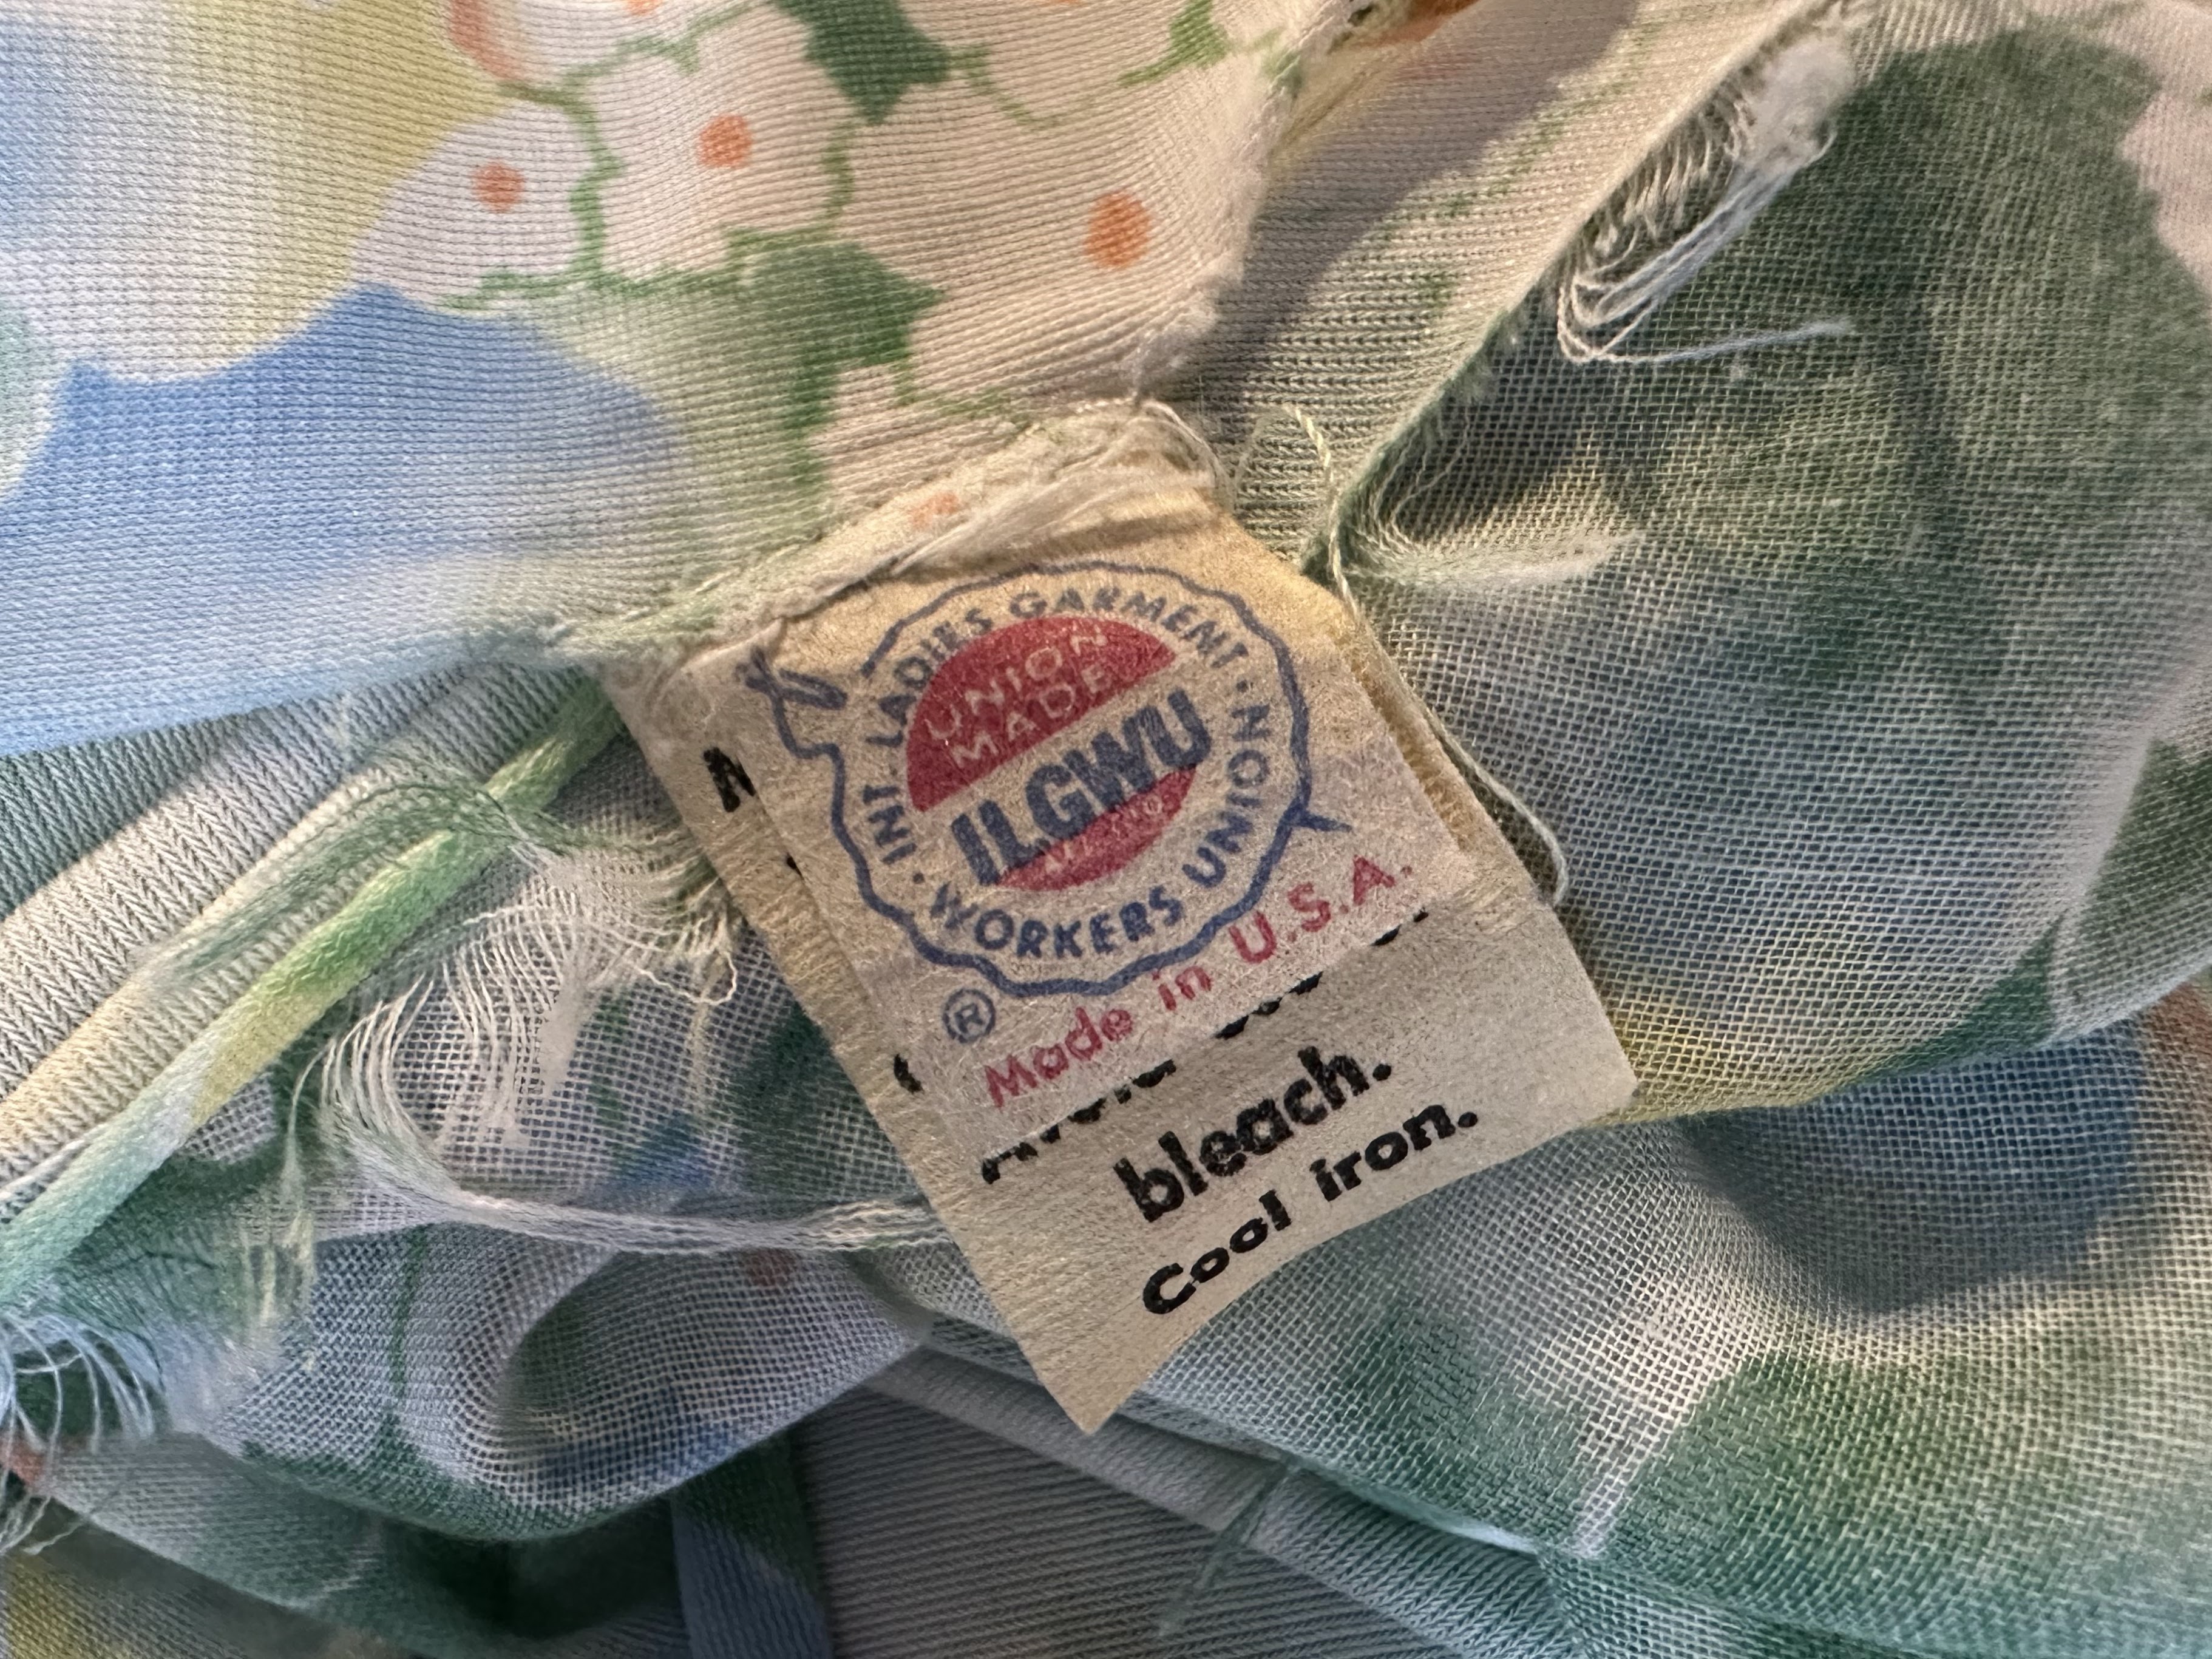 INT. LADIES GARMENT
WORKERS UNION
UNION
MADE
ILGWU
®
Made in U.S.A.
bleach.
Cool iron.